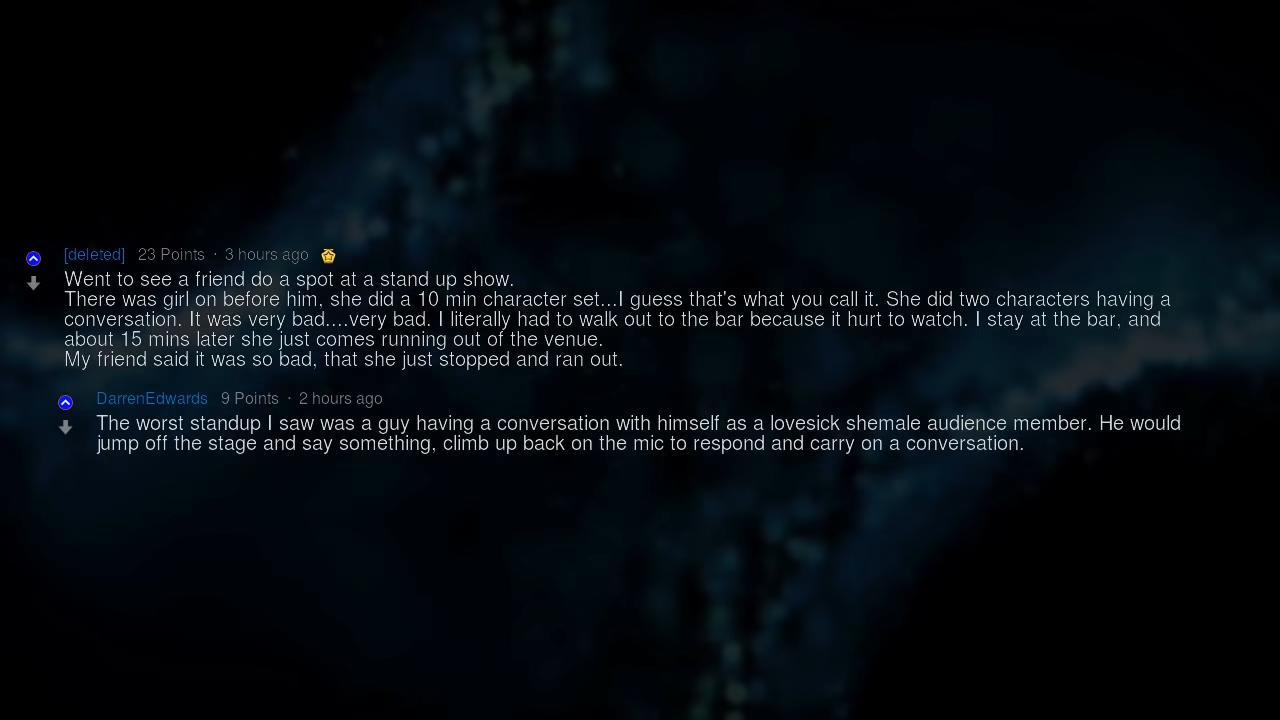 [deleted] 23 Points · 3 hours ago
Went to see a friend do a spot at a stand up show.
There was girl on before him, she did a 10 min character set...I guess that's what you call it. She did two characters having a
conversation. It was very bad....very bad. I literally had to walk out to the bar because it hurt to watch. I stay at the bar, and
about 15 mins later she just comes running out of the venue.
My friend said it was so bad, that she just stopped and ran out.
DarrenEdwards 9 Points · 2 hours ago
The worst standup I saw was a guy having a conversation with himself as a lovesick shemale audience member. He would
jump off the stage and say something, climb up back on the mic to respond and carry on a conversation.